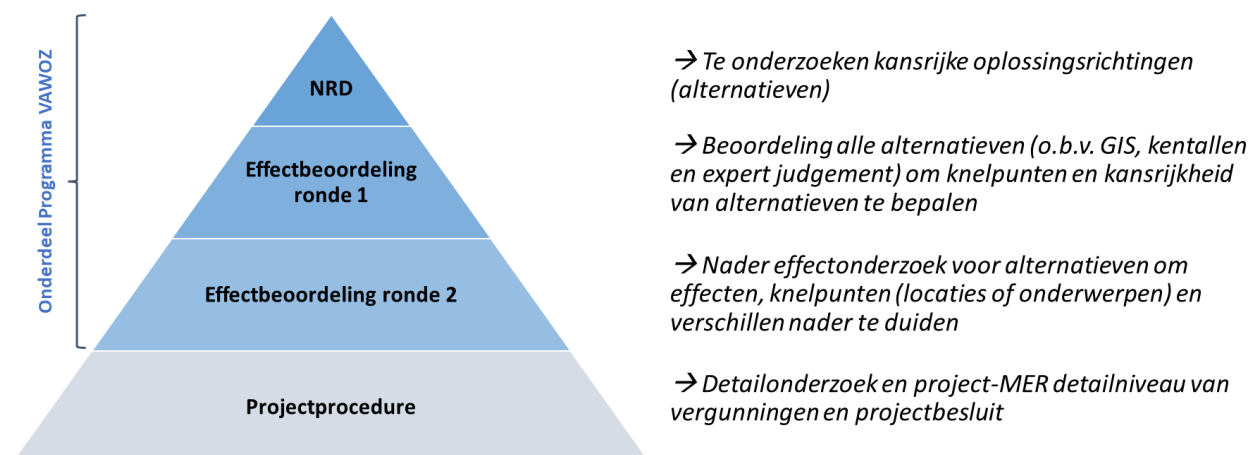 Onderdeel Programma VAWOZ
NRD
→ Te onderzoeken kansrijke oplossingsrichtingen
(alternatieven)
Effectbeoordeling
ronde 1
→ Beoordeling alle alternatieven (o.b.v. GIS, kentallen
en expert judgement) om knelpunten en kansrijkheid
van alternatieven te bepalen
Effectbeoordeling ronde 2
→ Nader effectonderzoek voor alternatieven om
effecten, knelpunten (locaties of onderwerpen) en
verschillen nader te duiden
Projectprocedure
→ Detailonderzoek en project-MER detailniveau van
vergunningen en projectbesluit